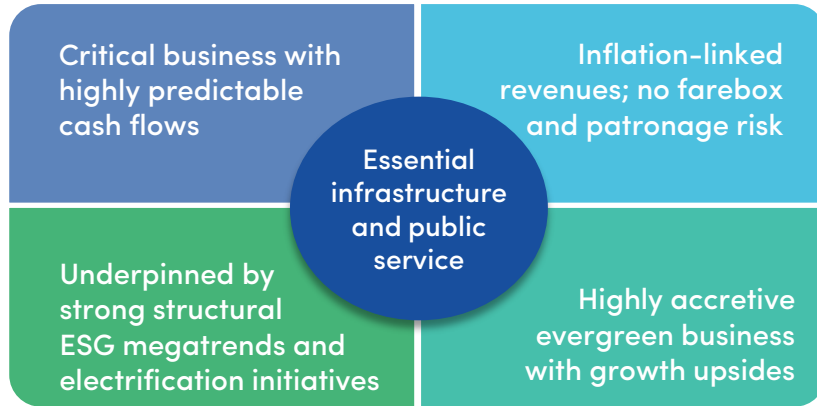 Critical business with
highly predictable
cash flows
Inflation-linked
revenues; no farebox
and patronage risk
Essential
infrastructure
and public
service
Underpinned by
strong structural
ESG megatrends and
electrification initiatives
Highly accretive
evergreen business
with growth upsides